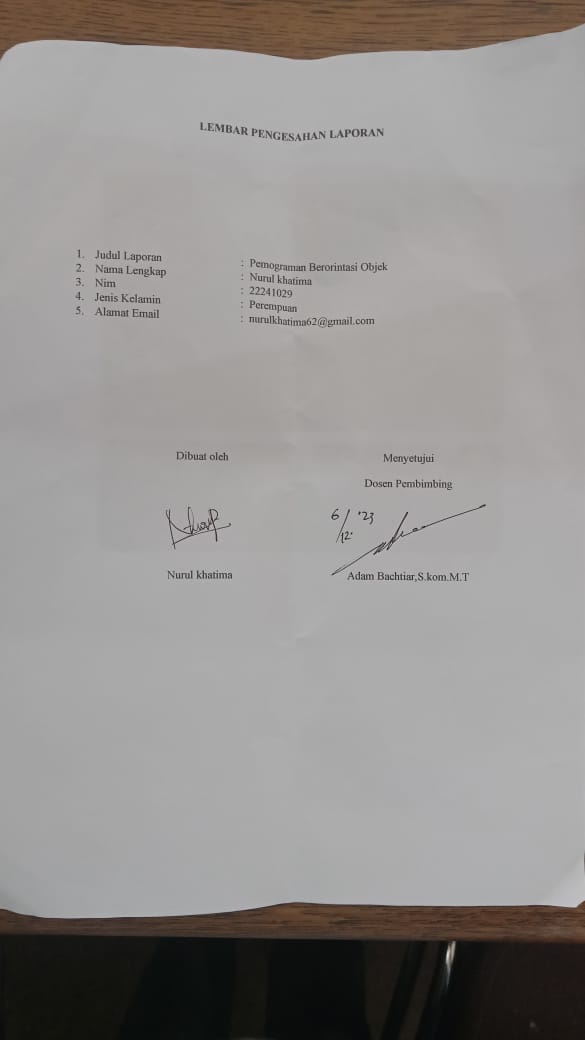 LEMBAR PENGESAHAN LAPORAN
1. Judul Laporan : Pemograman Berorintasi Objek
2. Nama Lengkap : Nurul khatima
3. Nim : 22241029
4. Jenis Kelamin : Perempuan
5. Alamat Email : nurulkhatima62@gmail.com
Dibuat oleh Menyetujui
Dosen Pembimbing
6/12 '23
Nurul khatima Adam Bachtiar,S.kom.M.T